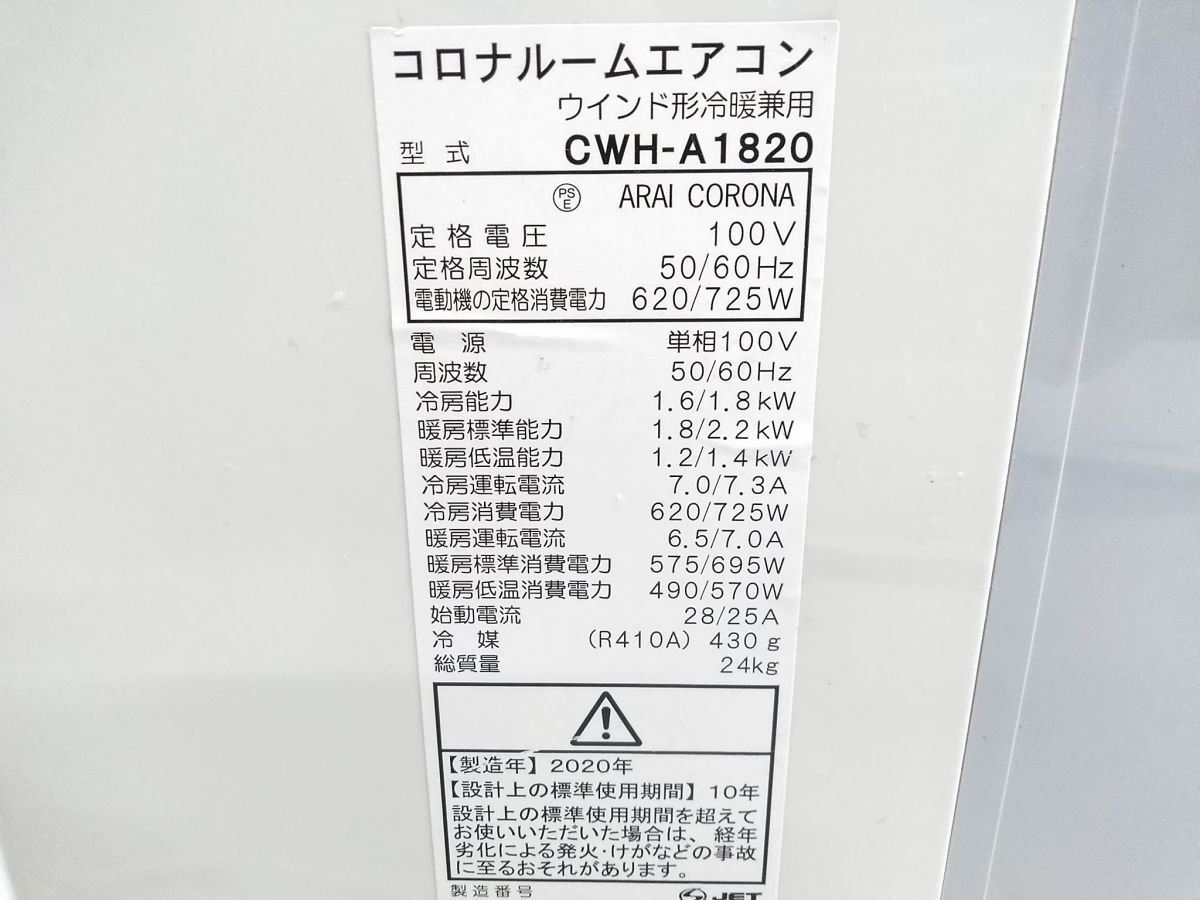 コロナルームエアコン
ウインド形冷暖兼用
型式 CWH-A1820
PSE ARAI CORONA
定格電圧 100V
定格周波数 50/60Hz
電動機の定格消費電力 620/725W
電源 単相100V
周波数 50/60Hz
冷房能力 1.6/1.8kW
暖房標準能力 1.8/2.2kW
暖房低温能力 1.2/1.4kW
冷房運転電流 7.0/7.3A
冷房消費電力 620/725W
暖房運転電流 6.5/7.0A
暖房標準消費電力 575/695W
暖房低温消費電力 490/570W
始動電流 28/25A
冷媒 (R410A) 430g
総質量 24kg
【製造年】2020年
【設計上の標準使用期間】10年
設計上の標準使用期間を超えて
お使いいただいた場合は、経年
劣化による発火・けがなどの事故
に至るおそれがあります。
製造番号 JET